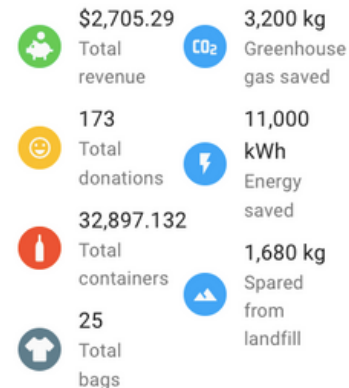 $2,705.29
Total
revenue
173
Total
donations
32,897.132
Total
containers
25
Total
bags
CO2
3,200 kg
Greenhouse
gas saved
11,000
kWh
Energy
saved
1,680 kg
Spared
from
landfill